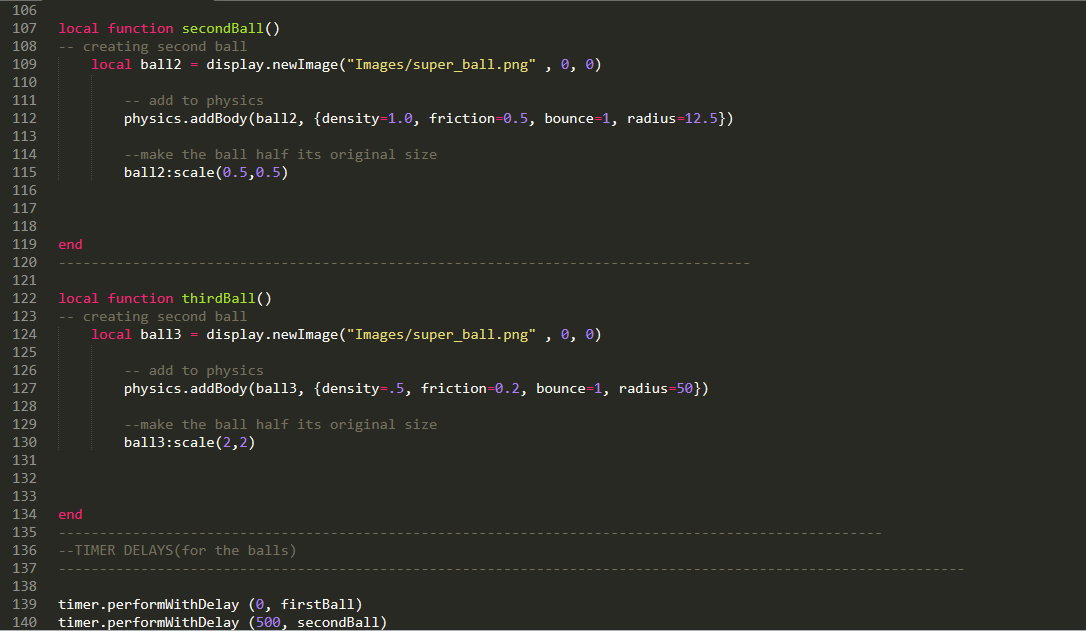 106
107 local function secondBall()
108 -- creating second ball
109 local ball2 = display.newImage("Images/super_ball.png" , 0, 0)
110
111 -- add to physics
112 physics.addBody(ball2, {density=1.0, friction=0.5, bounce=1, radius=12.5})
113
114 --make the ball half its original size
115 ball2:scale(0.5,0.5)
116
117
118
119 end
120 ------------------------------------------------------------------------------------
121
122 local function thirdBall()
123 -- creating second ball
124 local ball3 = display.newImage("Images/super_ball.png" , 0, 0)
125
126 -- add to physics
127 physics.addBody(ball3, {density=.5, friction=0.2, bounce=1, radius=50})
128
129 --make the ball half its original size
130 ball3:scale(2,2)
131
132
133
134 end
135 ----------------------------------------------------------------------------------------------------
136 --TIMER DELAYS(for the balls)
137 --------------------------------------------------------------------------------------------------------------
138
139 timer.performWithDelay (0, firstBall)
140 timer.performWithDelay (500, secondBall)